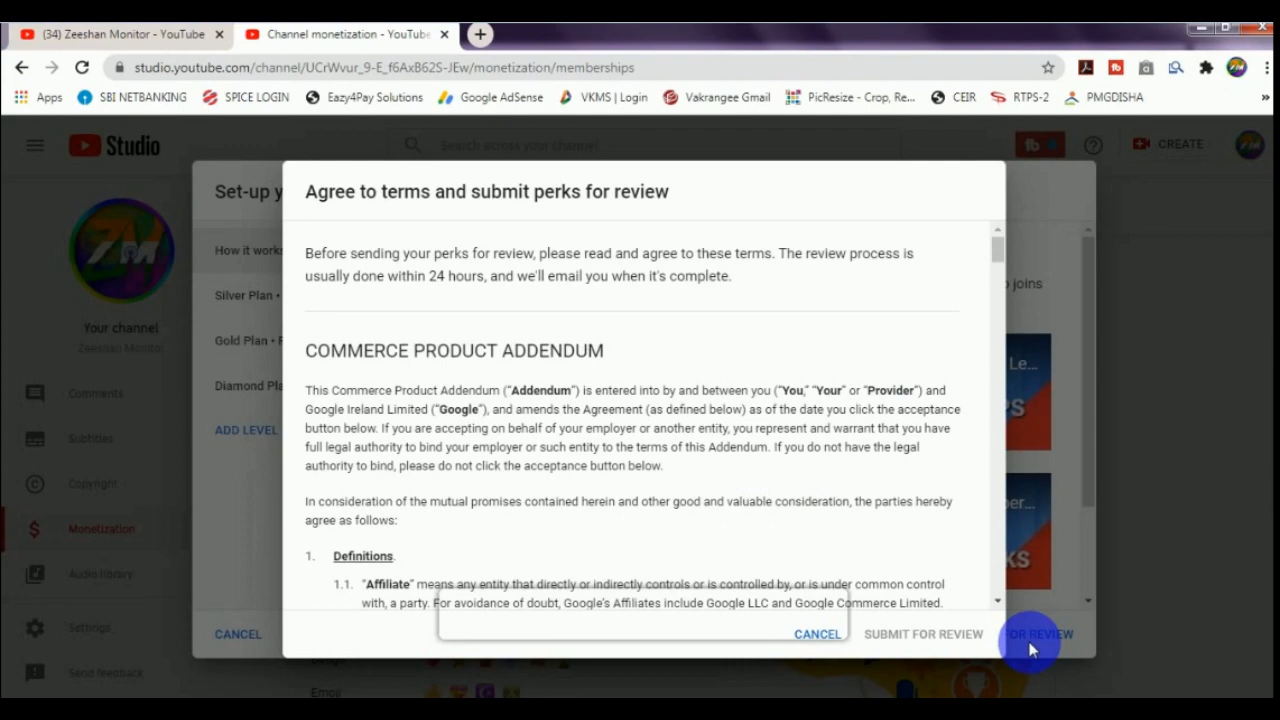 (34) Zeeshan Monitor - YouTube
Channel monetization - YouTube
studio.youtube.com/channel/UCrWvur_9-E_f6AxB62S-JEw/monetization/memberships
Apps SBI NETBANKING SPICE LOGIN Eazy4Pay Solutions Google AdSense VKMS | Login Vakrangee Gmail PicResize - Crop, Re... CEIR RTPS-2 PMGDISHA »
Studio
Search across your channel
CREATE
Set-up y
Agree to terms and submit perks for review
How it works
Before sending your perks for review, please read and agree to these terms. The review process is
usually done within 24 hours, and we'll email you when it's complete.
joins
Silver Plan •
Your channel
Zeeshan Monitor
Gold Plan •
COMMERCE PRODUCT ADDENDUM
Le...
Diamond Pla
This Commerce Product Addendum (“Addendum”) is entered into by and between you (“You,” “Your” or “Provider”) and
Google Ireland Limited (“Google”), and amends the Agreement (as defined below) as of the date you click the acceptance
button below. If you are accepting on behalf of your employer or another entity, you represent and warrant that you have
full legal authority to bind your employer or such entity to the terms of this Addendum. If you do not have the legal
authority to bind, please do not click the acceptance button below.
Comments
ADD LEVEL
Subtitles
Copyright
In consideration of the mutual promises contained herein and other good and valuable consideration, the parties hereby
agree as follows:
Monetization
1. Definitions.
Audio library
1.1. “Affiliate” means any entity that directly or indirectly controls or is controlled by, or is under common control
with, a party. For avoidance of doubt, Google's Affiliates include Google LLC and Google Commerce Limited.
Settings
CANCEL
CANCEL
SUBMIT FOR REVIEW
FOR REVIEW
Send feedback
Emoji